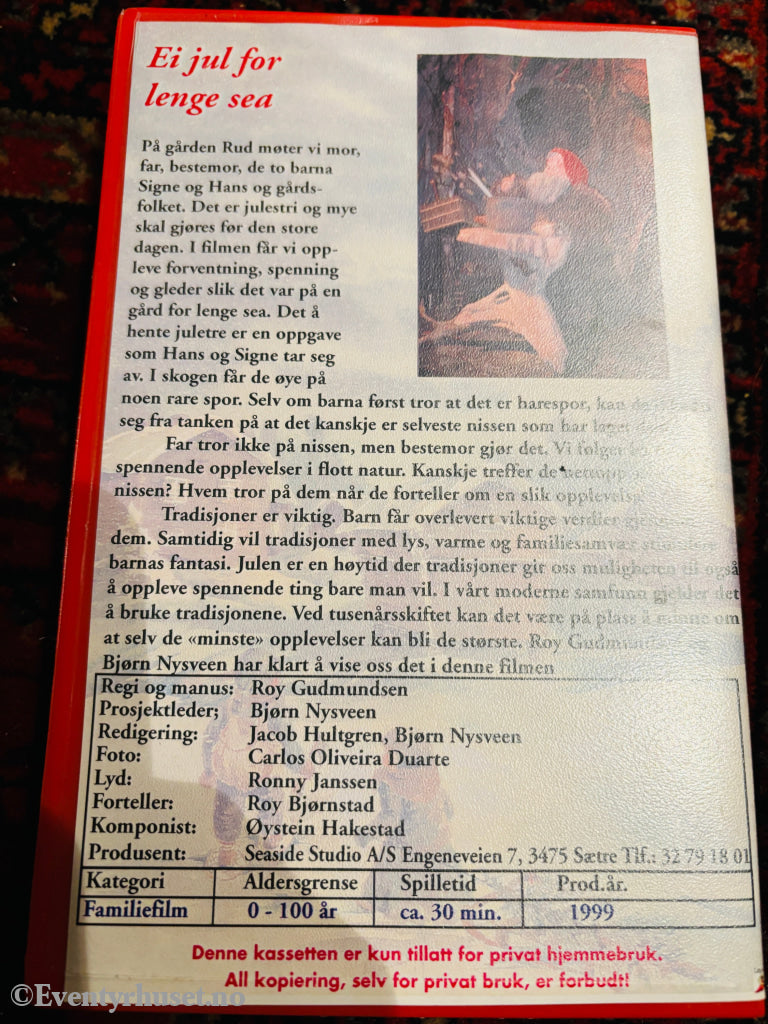 Ei jul for
lenge sea
På gården Rud møter vi mor,
far, bestemor, de to barna
Signe og Hans og gårds-
folket. Det er julestri og mye
skal gjøres før den store
dagen. I filmen får vi opp-
leve forventning, spenning
og gleder slik det var på en
gård for lenge sea. Det å
hente juletre er en oppgave
som Hans og Signe tar seg
av. I skogen får de øye på
noen rare spor. Selv om barna først tror at det er harespor, kan de
seg fra tanken på at det kanskje er selveste nissen som har
Far tror ikke på nissen, men bestemor gjør det. Vi følger
spennende opplevelser i flott natur. Kanskje treffer de
nissen? Hvem tror på dem når de forteller om en slik opplevelse
Tradisjoner er viktig. Barn får overlevert viktige verdier
dem. Samtidig vil tradisjoner med lys, varme og familiesamvær
barnas fantasi. Julen er en høytid der tradisjoner gir oss muligheten til også
å oppleve spennende ting bare man vil. I vårt moderne samfunn gjelder det
å bruke tradisjonene. Ved tusenårsskiftet kan det være på plass å minne om
at selv de «minste» opplevelser kan bli de største. Roy
Bjørn Nysveen har klart å vise oss det i denne filmen
Regi og manus: Roy Gudmundsen
Prosjektleder; Bjørn Nysveen
Redigering: Jacob Hultgren, Bjørn Nysveen
Foto: Carlos Oliveira Duarte
Lyd: Ronny Janssen
Forteller: Roy Bjørnstad
Komponist: Øystein Hakestad
Produsent: Seaside Studio A/S Engeneveien 7, 3475 Sætre Tlf.: 32 79 18 01
Kategori Aldersgrense Spilletid Prod.år.
Familiefilm 0 - 100 år ca. 30 min. 1999
Denne kassetten er kun tillatt for privat hjemmebruk.
All kopiering, selv for privat bruk, er forbudt!
©Eventyrhuset.no